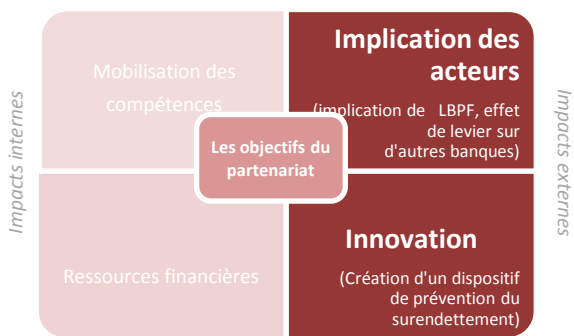 Impacts internes
Mobilisation des
compétences
Implication des
acteurs
(implication de LBPF, effet
de levier sur
d'autres banques)
Les objectifs du
partenariat
Ressources financières
Innovation
(Création d'un dispositif
de prévention du
surendettement)
Impacts externes